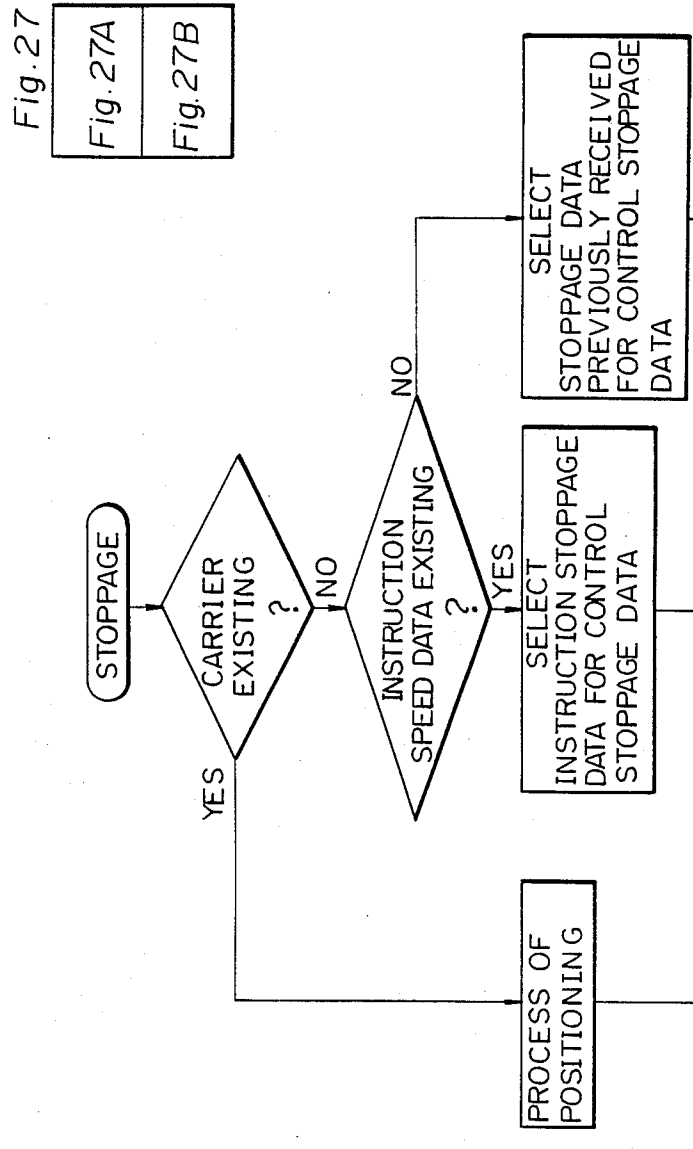 Fig.27
Fig.27A
Fig.27B
STOPPAGE
CARRIER
EXISTING
?
YES
NO
INSTRUCTION
SPEED DATA EXISTING
?
NO
YES
PROCESS OF
POSITIONING
SELECT
INSTRUCTION STOPPAGE
DATA FOR CONTROL
STOPPAGE DATA
SELECT
STOPPAGE DATA
PREVIOUSLY RECEIVED
FOR CONTROL STOPPAGE
DATA